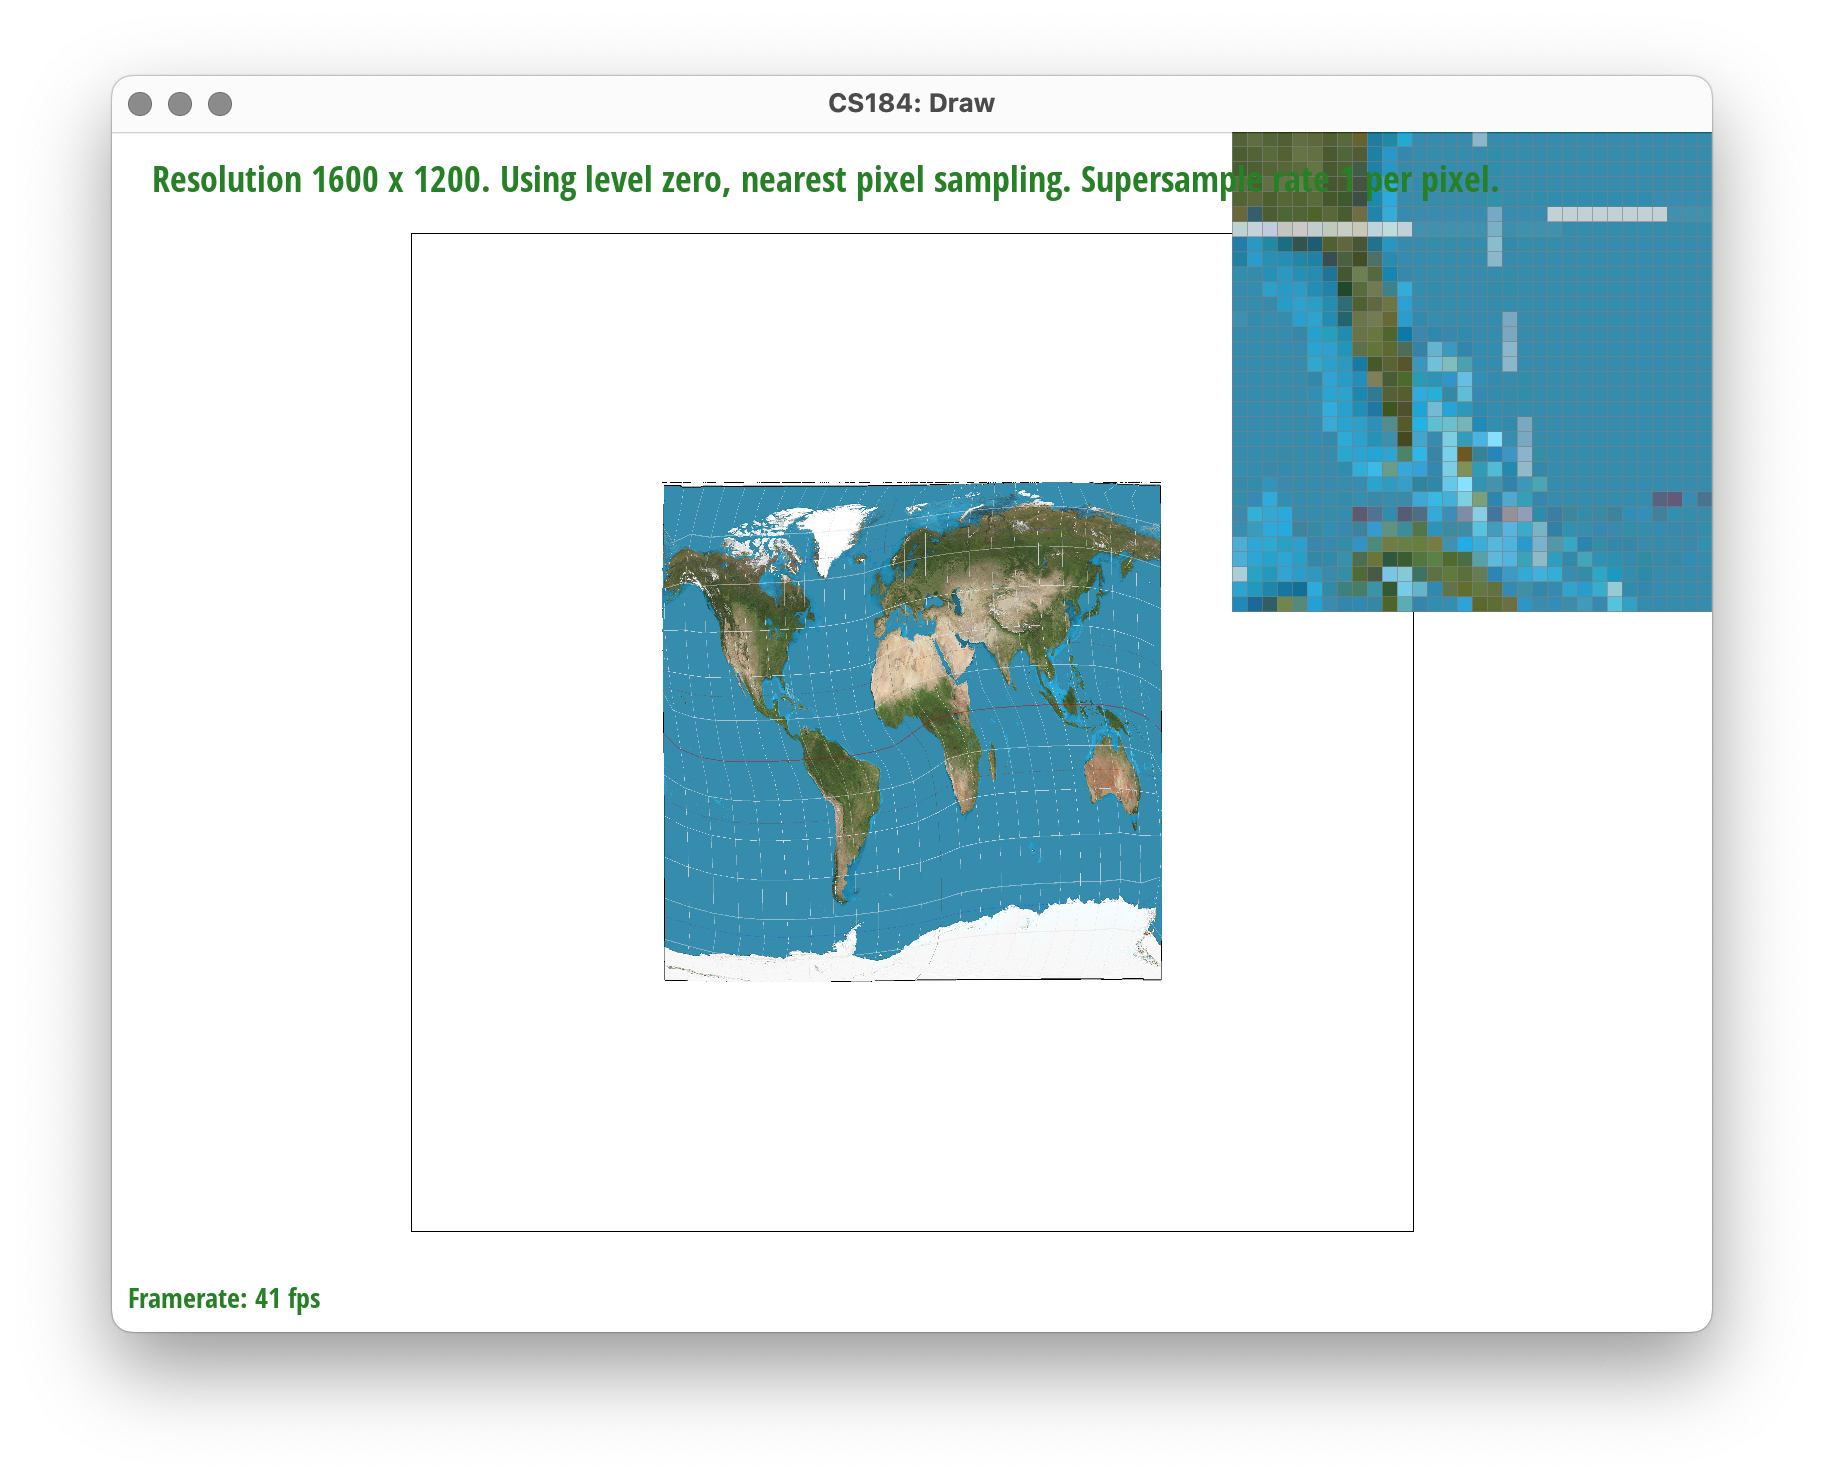 CS184: Draw
Resolution 1600 x 1200. Using level zero, nearest pixel sampling. Supersample rate 1 per pixel.
Framerate: 41 fps